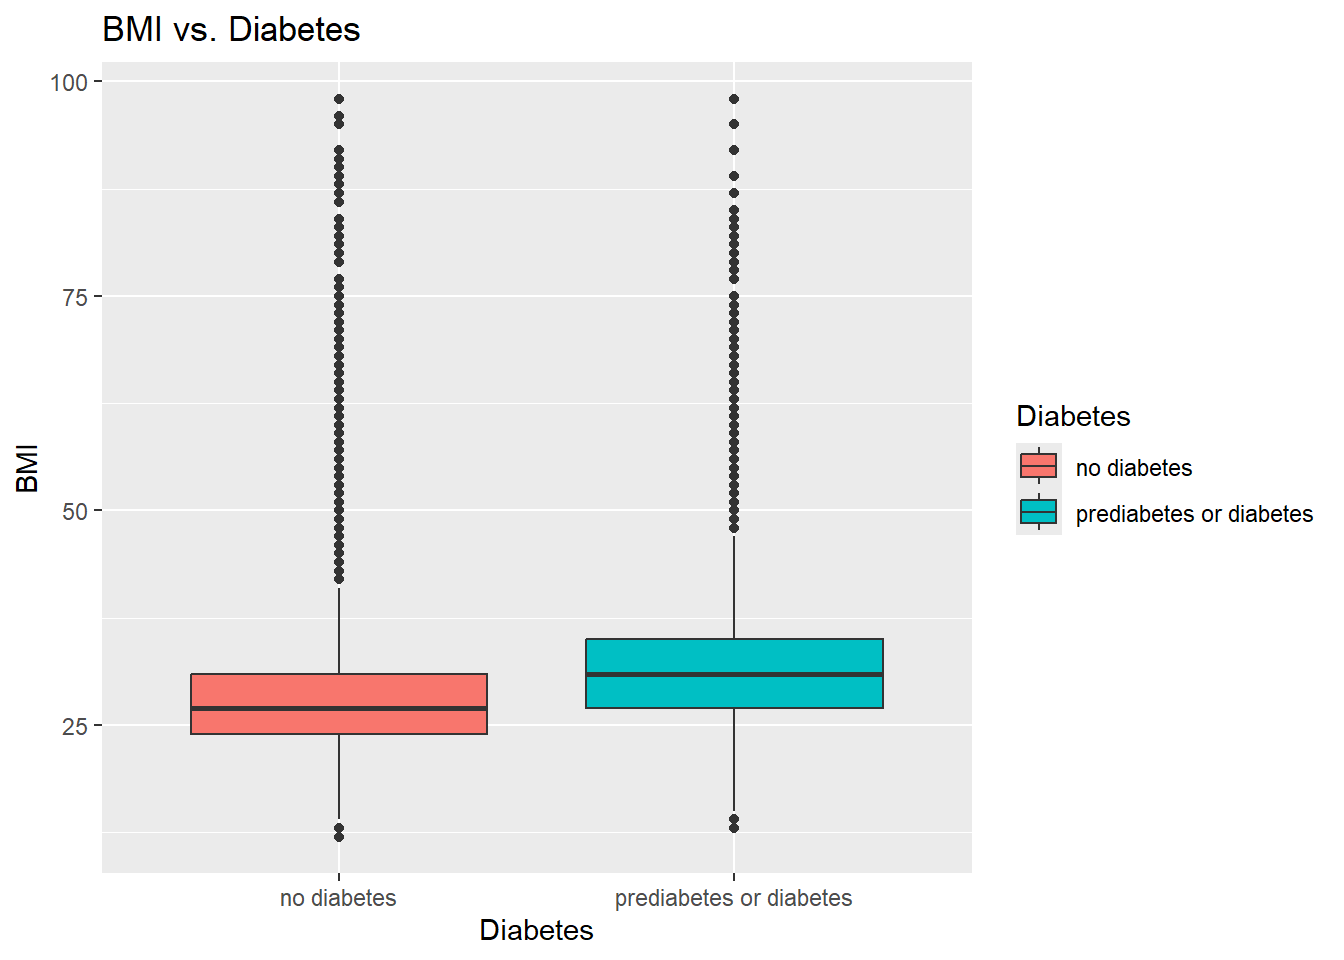 BMI vs. Diabetes
100
75
50
25
BMI
no diabetes
prediabetes or diabetes
Diabetes
Diabetes
no diabetes
prediabetes or diabetes